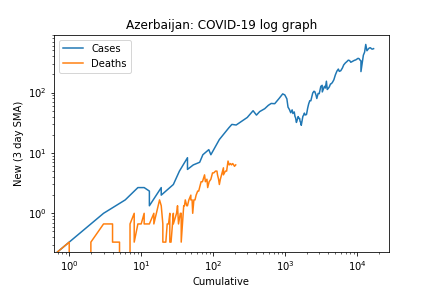 Azerbaijan: COVID-19 log graph
Cases
Deaths
New (3 day SMA)
10²
10¹
10⁰
10⁰ 10¹ 10² 10³ 10⁴
Cumulative